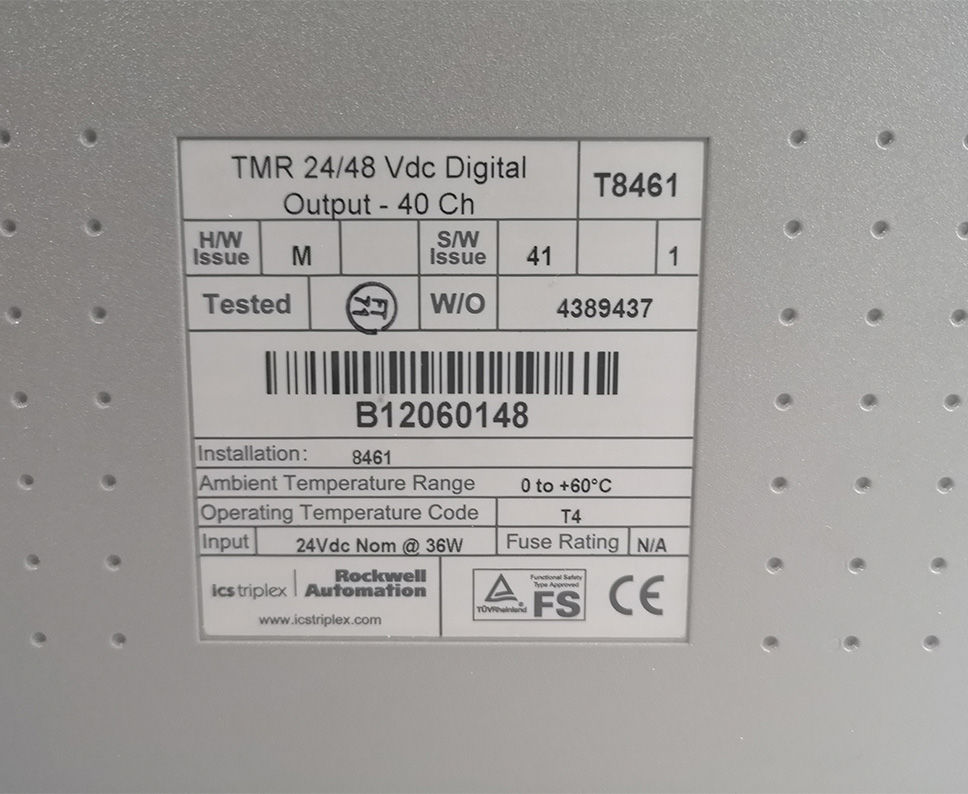 TMR 24/48 Vdc Digital
Output - 40 Ch
T8461
H/W
Issue
M
S/W
Issue
41
1
Tested
FT
W/O
4389437
B12060148
Installation: 8461
Ambient Temperature Range 0 to +60°C
Operating Temperature Code T4
Input 24Vdc Nom @ 36W Fuse Rating N/A
ics triplex
Rockwell
Automation
www.icstriplex.com
TÜVRheinland
Functional Safety
Type Approved
FS
CE